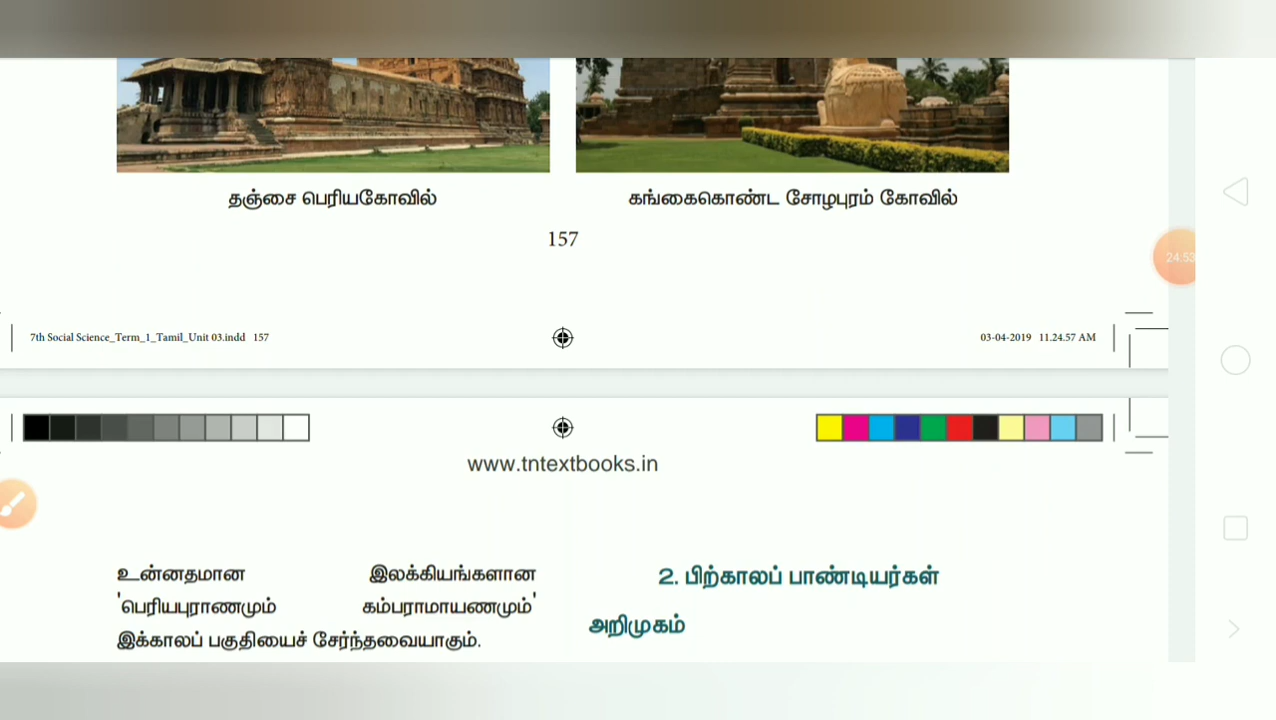 தஞ்சை பெரியகோவில்
கங்கைகொண்ட சோழபுரம் கோவில்
157
24:53
7th Social Science_Term_1_Tamil_Unit 03.indd 157
03-04-2019 11.24.57 AM
www.tntextbooks.in
உன்னதமான இலக்கியங்களான
'பெரியபுராணமும் கம்பராமாயணமும்'
இக்காலப் பகுதியைச் சேர்ந்தவையாகும்.
2. பிற்காலப் பாண்டியர்கள்
அறிமுகம்